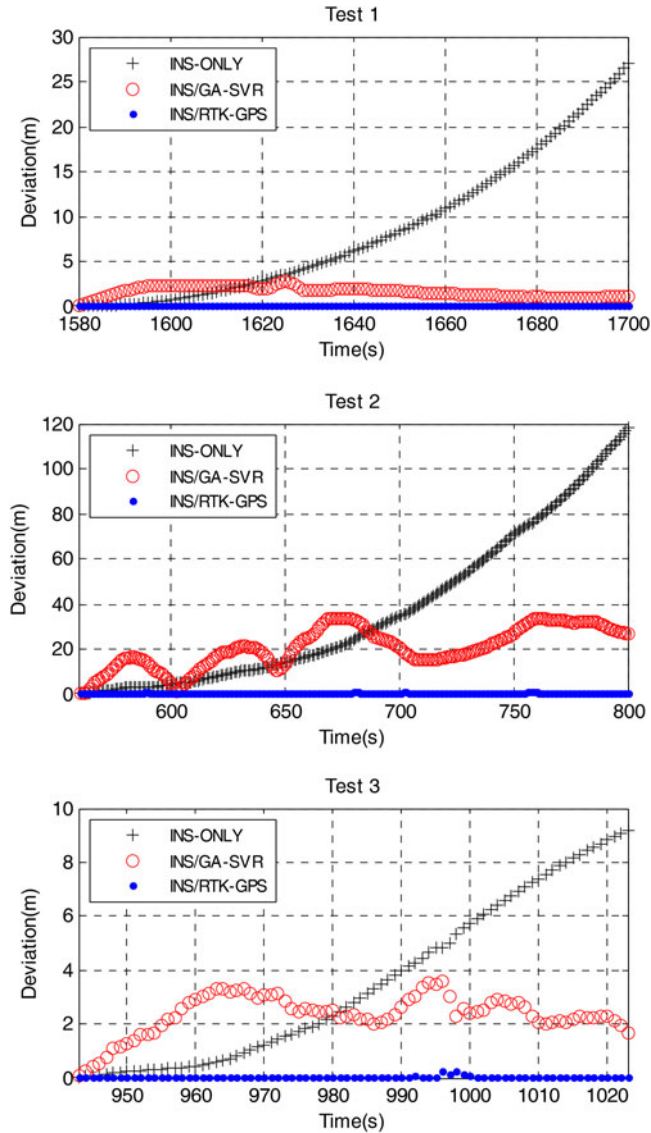 Test 1
30
25
20
15
10
5
0
Deviation(m)
INS-ONLY
INS/GA-SVR
INS/RTK-GPS
1580 1600 1620 1640 1660 1680 1700
Time(s)
Test 2
120
100
80
60
40
20
0
Deviation(m)
INS-ONLY
INS/GA-SVR
INS/RTK-GPS
600 650 700 750 800
Time(s)
Test 3
10
8
6
4
2
0
Deviation(m)
INS-ONLY
INS/GA-SVR
INS/RTK-GPS
950 960 970 980 990 1000 1010 1020
Time(s)